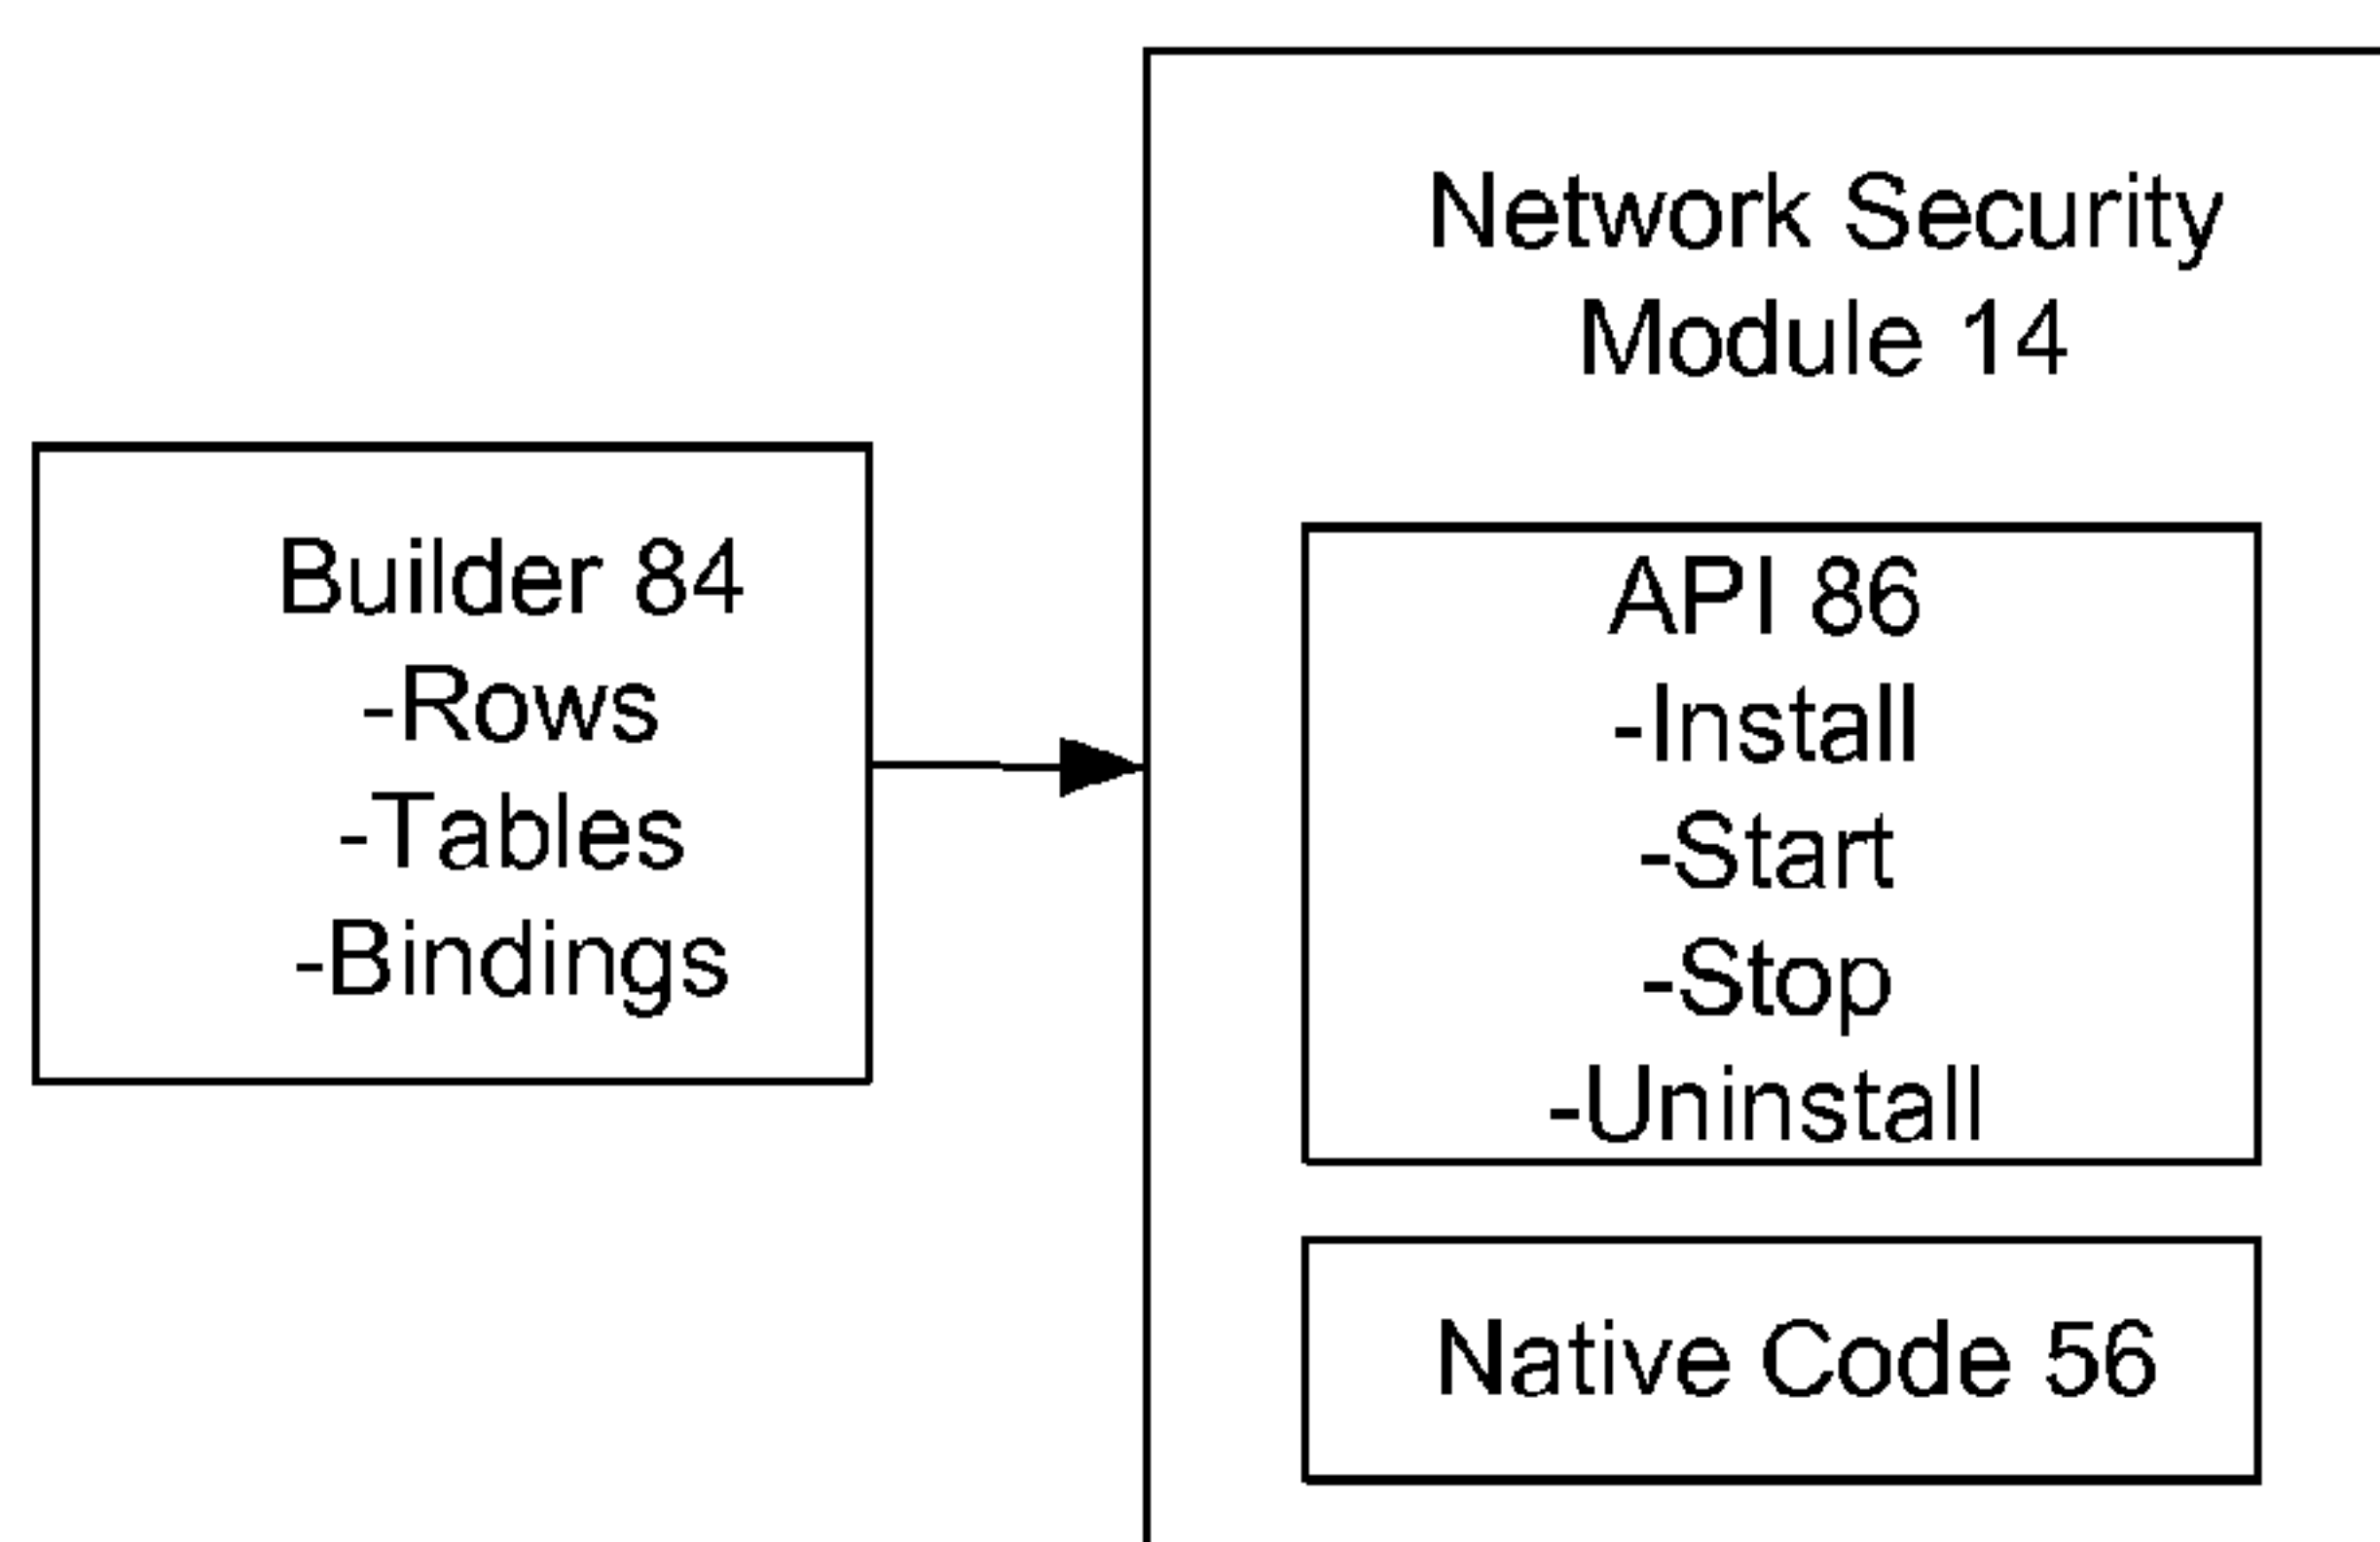 Network Security
Module 14
Builder 84
-Rows
-Tables
-Bindings
API 86
-Install
-Start
-Stop
-Uninstall
Native Code 56